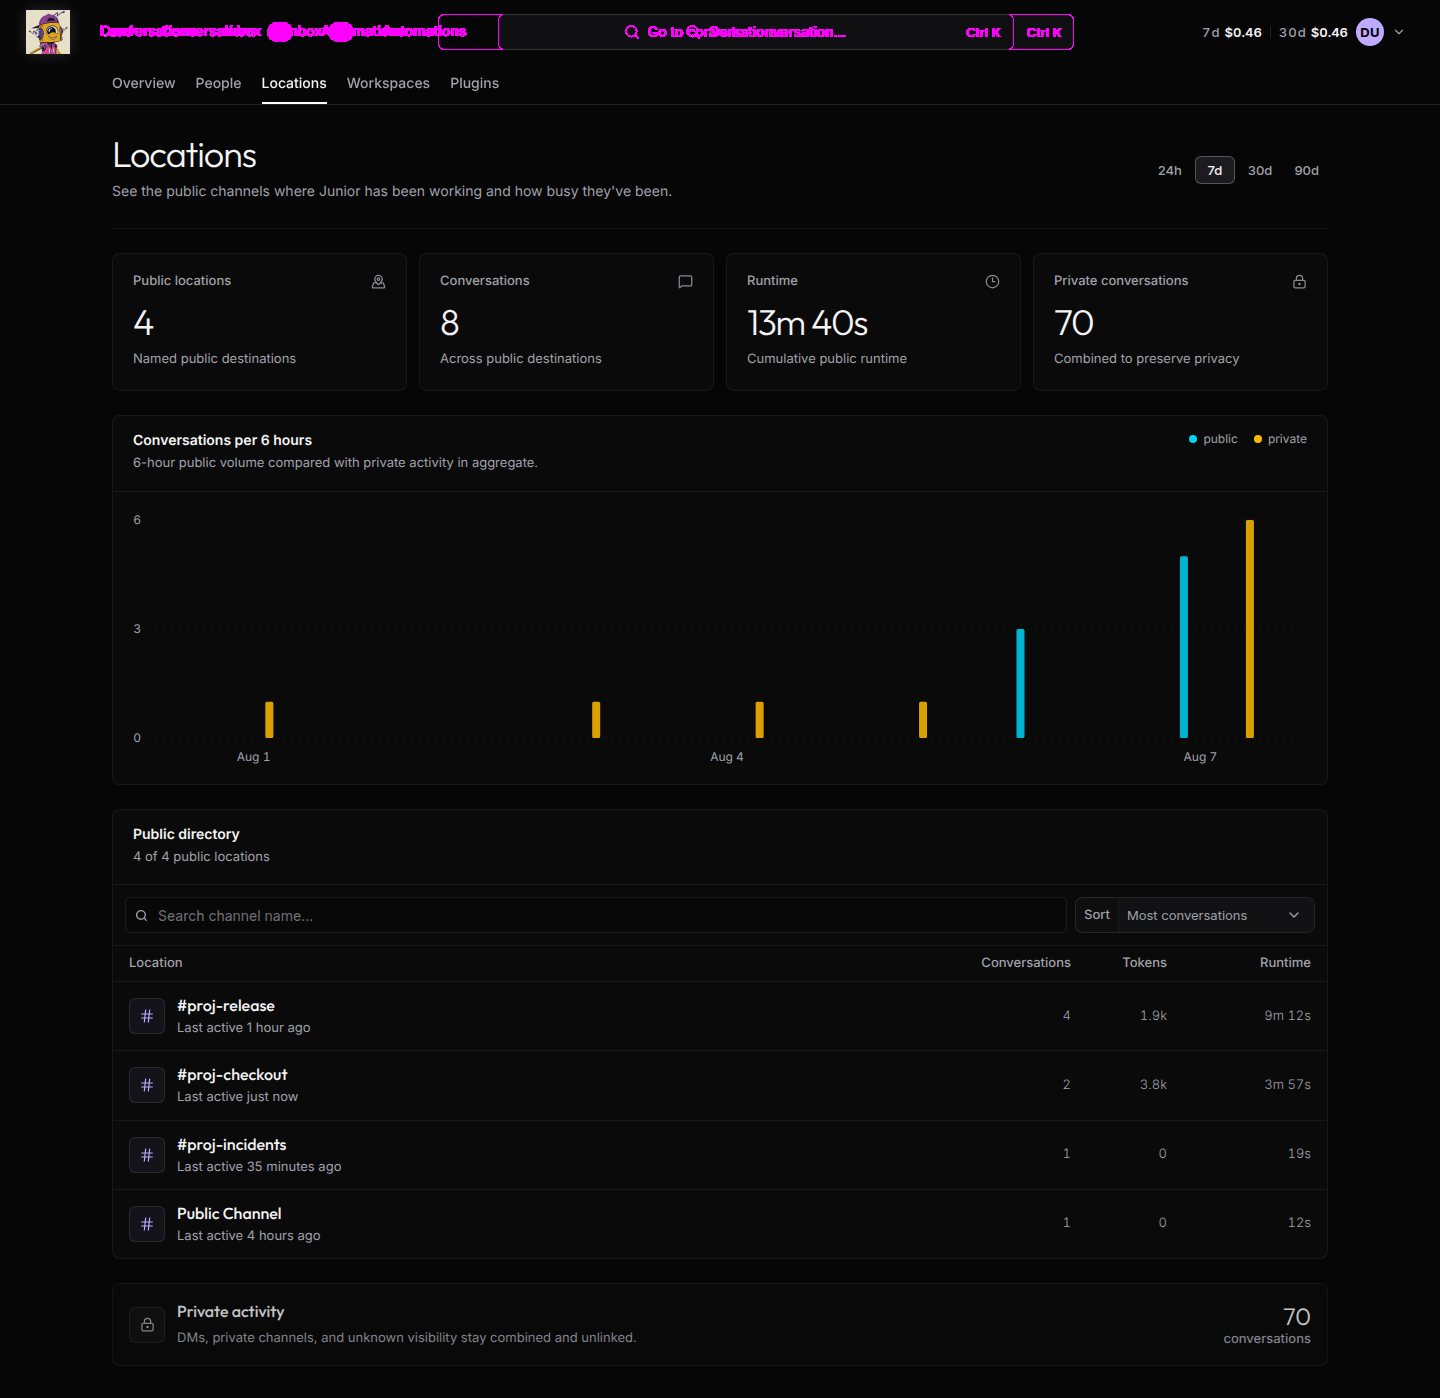 Go to
Ctrl K
Ctrl K
7d $0.46
30d $0.46
DU
Overview
People
Locations
Workspaces
Plugins
Locations
See the public channels where Junior has been working and how busy they've been.
24h
7d
30d
90d
Public locations
4
Named public destinations
Conversations
8
Across public destinations
Runtime
13m 40s
Cumulative public runtime
Private conversations
70
Combined to preserve privacy
Conversations per 6 hours
6-hour public volume compared with private activity in aggregate.
public
private
6
3
0
Aug 1
Aug 4
Aug 7
Public directory
4 of 4 public locations
Search channel name...
Sort
Most conversations
Location
Conversations
Tokens
Runtime
#proj-release
Last active 1 hour ago
4
1.9k
9m 12s
#proj-checkout
Last active just now
2
3.8k
3m 57s
#proj-incidents
Last active 35 minutes ago
1
0
19s
Public Channel
Last active 4 hours ago
1
0
12s
Private activity
DMs, private channels, and unknown visibility stay combined and unlinked.
70
conversations